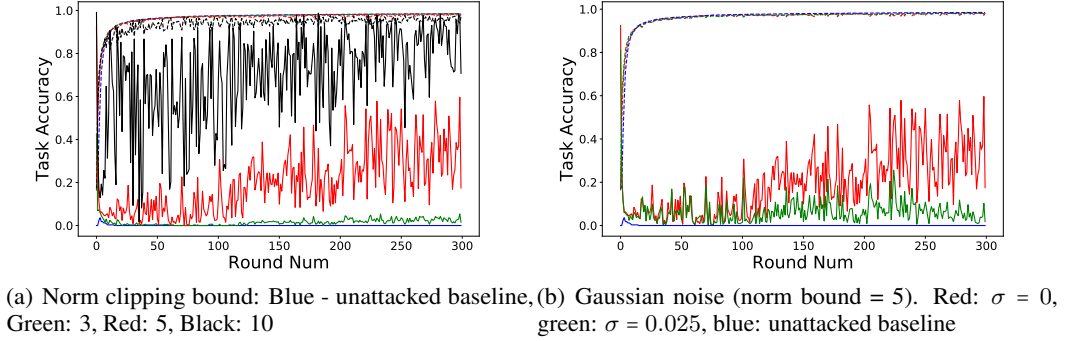 1.0
0.8
0.6
0.4
0.2
0.0
Task Accuracy
0 50 100 150 200 250 300
Round Num
1.0
0.8
0.6
0.4
0.2
0.0
Task Accuracy
0 50 100 150 200 250 300
Round Num
(a) Norm clipping bound: Blue - unattacked baseline,
Green: 3, Red: 5, Black: 10
(b) Gaussian noise (norm bound = 5). Red: σ = 0,
green: σ = 0.025, blue: unattacked baseline